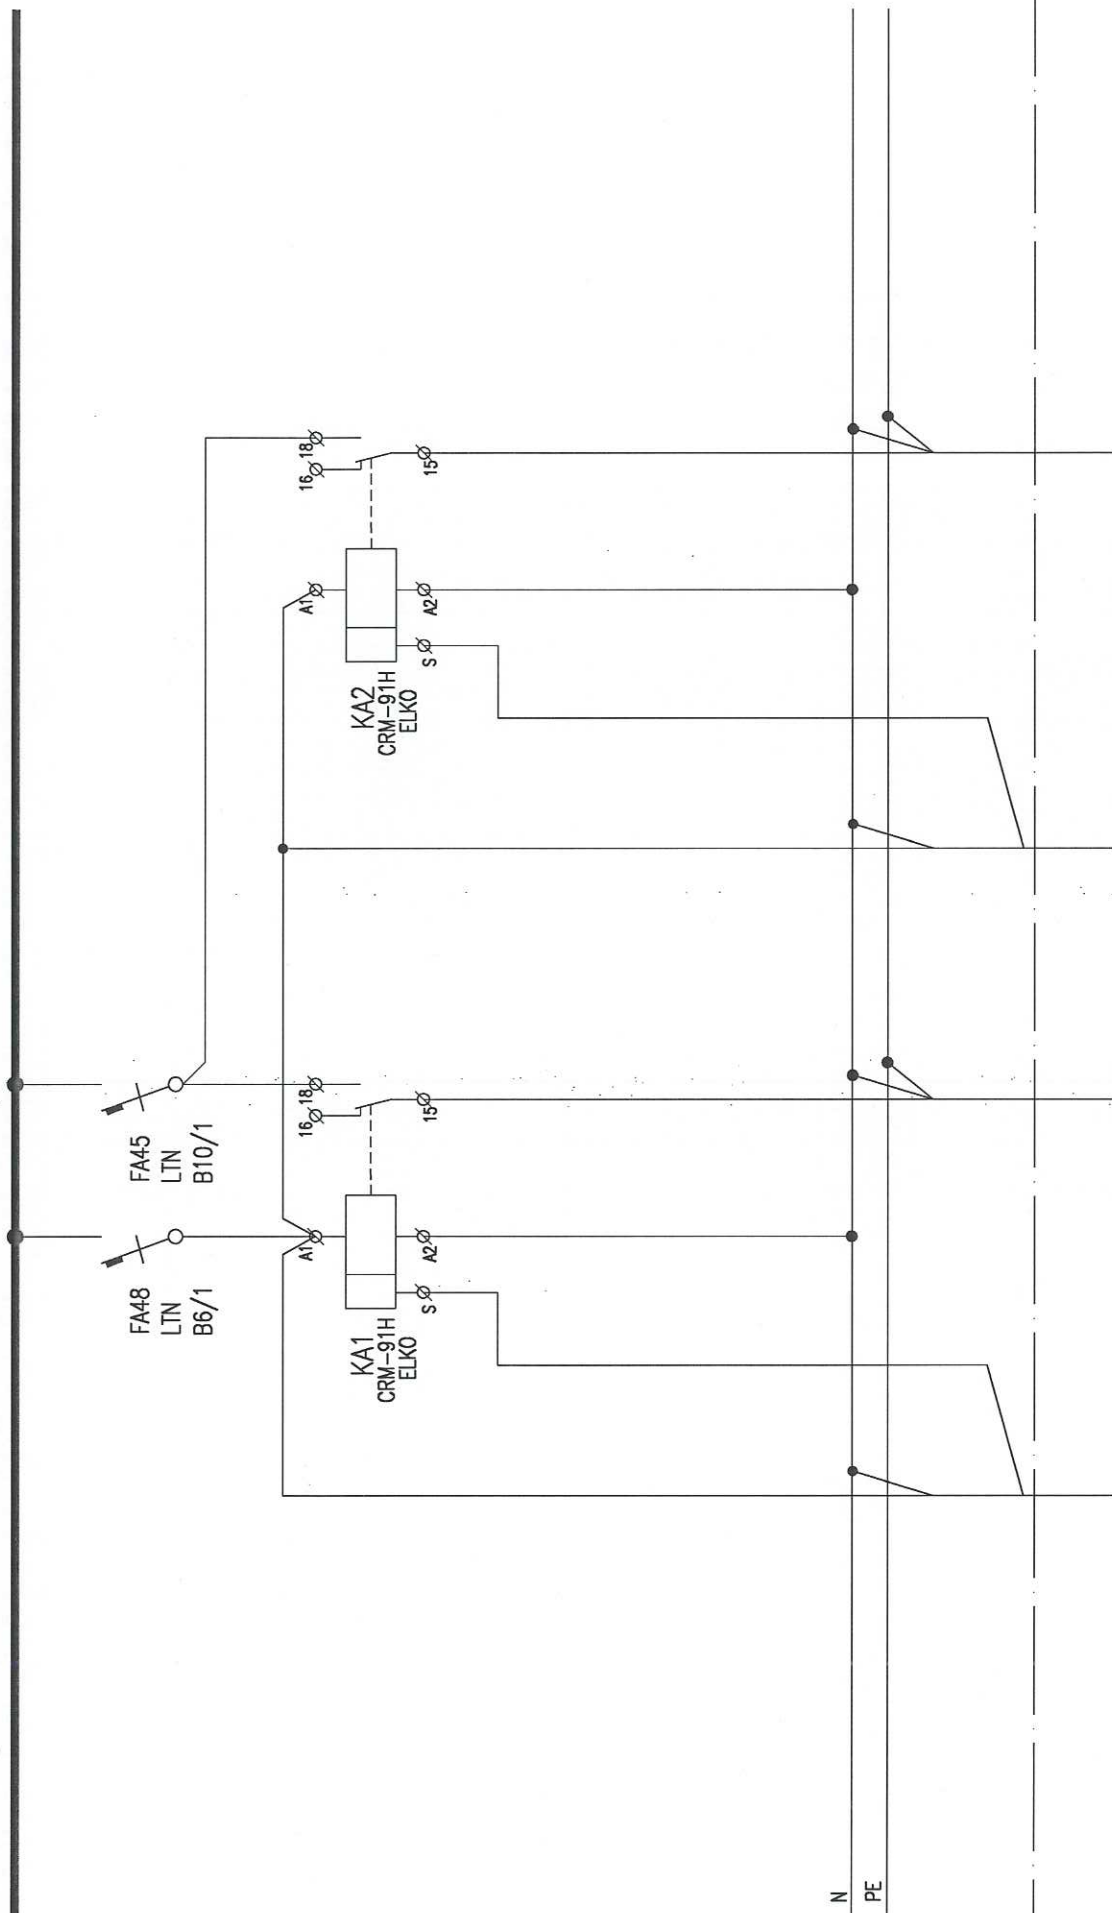 FA48
LTN
B6/1
FA45
LTN
B10/1
A1
16
18
A1
16
18
KA1
CRM-91H
ELKO
KA2
CRM-91H
ELKO
S
A2
15
S
A2
15
N
PE